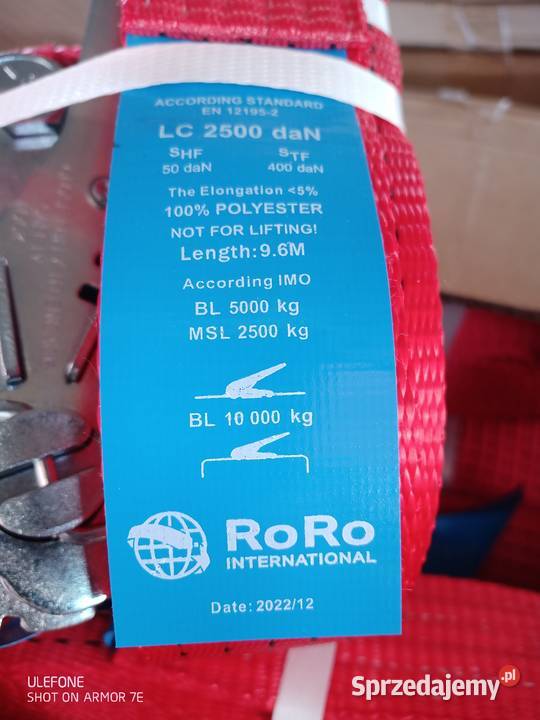 ACCORDING STANDARD
EN 12195-2
LC 2500 daN
SHF STF
50 daN 400 daN
The Elongation <5%
100% POLYESTER
NOT FOR LIFTING!
Length:9.6M
According IMO
BL 5000 kg
MSL 2500 kg
BL 10 000 kg
RoRo
INTERNATIONAL
Date: 2022/12
ULEFONE
SHOT ON ARMOR 7E
Sprzedajemy.pl